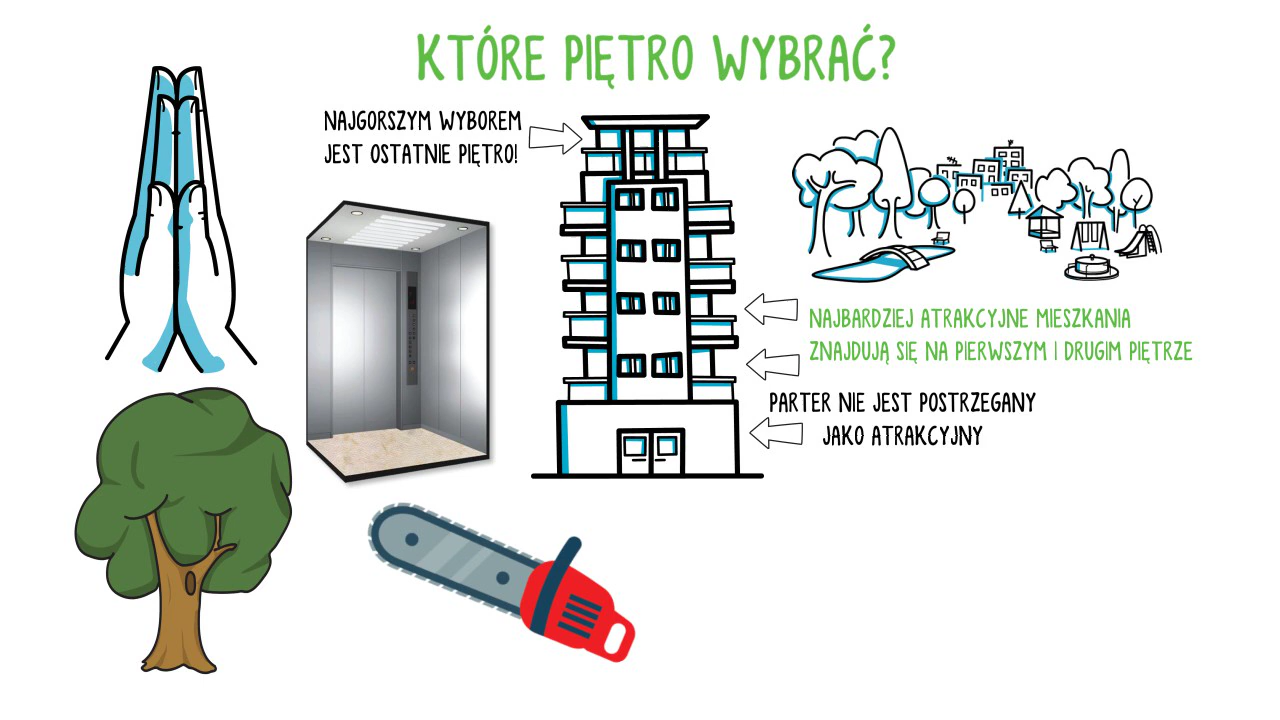 KTÓRE PIĘTRO WYBRAĆ?
NAJGORSZYM WYBOREM
JEST OSTATNIE PIĘTRO!
NAJBARDZIEJ ATRAKCYJNE MIESZKANIA
ZNAJDUJĄ SIĘ NA PIERWSZYM I DRUGIM PIĘTRZE
PARTER NIE JEST POSTRZEGANY
JAKO ATRAKCYJNY